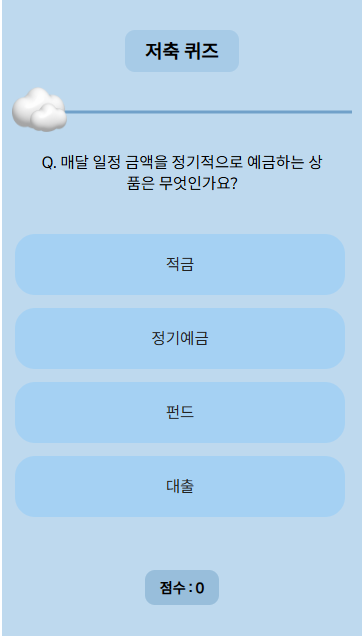 저축 퀴즈
Q. 매달 일정 금액을 정기적으로 예금하는 상
품은 무엇인가요?
적금
정기예금
펀드
대출
점수 : 0